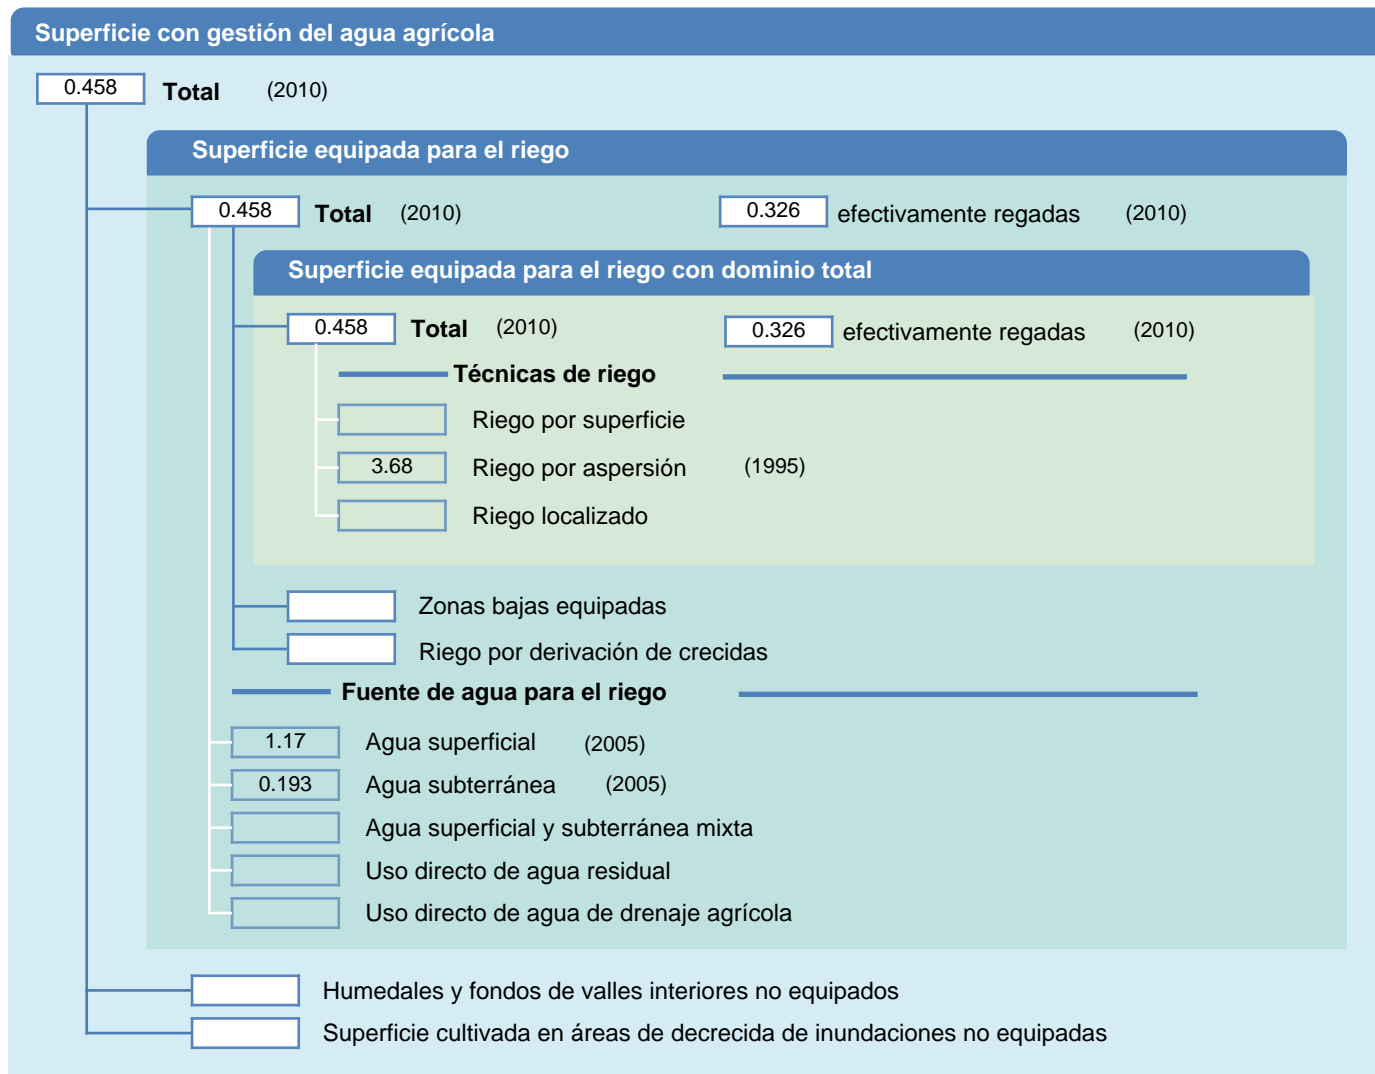 Superficie con gestión del agua agrícola
0.458 Total (2010)
Superficie equipada para el riego
0.458 Total (2010) 0.326 efectivamente regadas (2010)
Superficie equipada para el riego con dominio total
0.458 Total (2010) 0.326 efectivamente regadas (2010)
Técnicas de riego
Riego por superficie
3.68 Riego por aspersión (1995)
Riego localizado
Zonas bajas equipadas
Riego por derivación de crecidas
Fuente de agua para el riego
1.17 Agua superficial (2005)
0.193 Agua subterránea (2005)
Agua superficial y subterránea mixta
Uso directo de agua residual
Uso directo de agua de drenaje agrícola
Humedales y fondos de valles interiores no equipados
Superficie cultivada en áreas de decrecida de inundaciones no equipadas